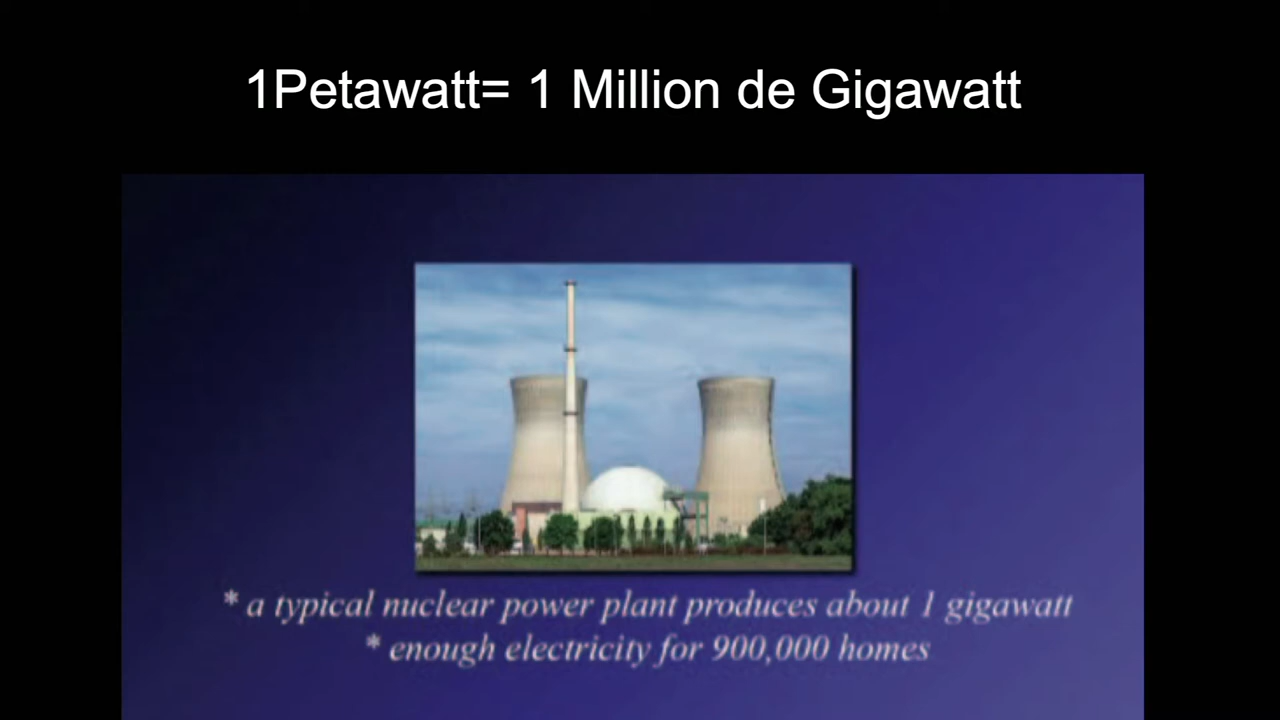 1Petawatt= 1 Million de Gigawatt
* a typical nuclear power plant produces about 1 gigawatt
* enough electricity for 900,000 homes